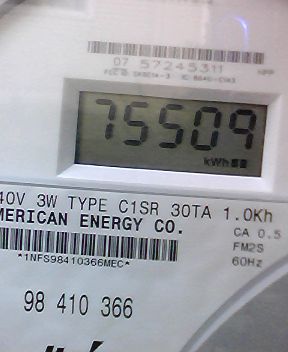 07 57245311
75509
kWh
40V 3W TYPE C1SR 30TA 1.0Kh
MERICAN ENERGY CO.
CA 0.5
FM2S
60Hz
*1NFS98410366MEC*
98 410 366